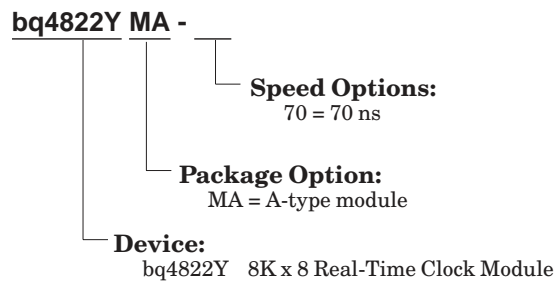 bq4822Y MA -
Speed Options:
70 = 70 ns
Package Option:
MA = A-type module
Device:
bq4822Y 8K x 8 Real-Time Clock Module